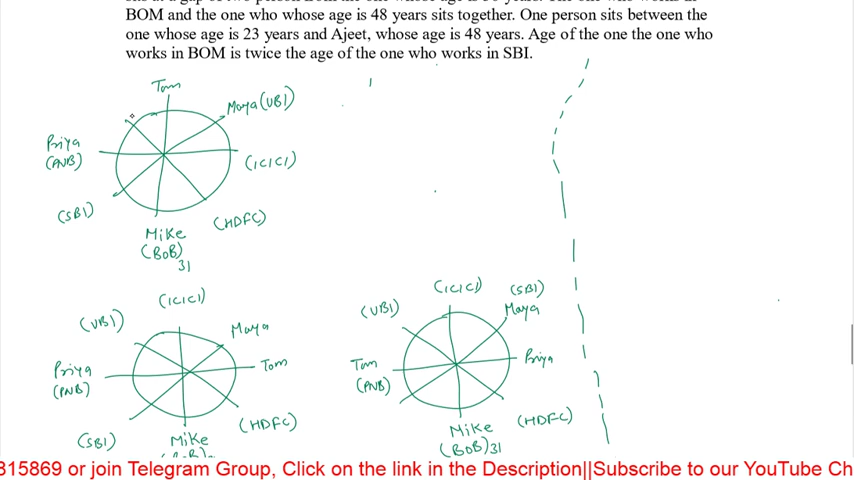 BOM and the one who whose age is 48 years sits together. One person sits between the
one whose age is 23 years and Ajeet, whose age is 48 years. Age of the one the one who
works in BOM is twice the age of the one who works in SBI.
Tom
Maya (UBI)
Priya
(PNB)
(ICICI)
(SBI)
(HDFC)
Mike
(BOB)
31
(ICICI)
(UBI)
Maya
Priya
(PNB)
Tom
(SBI)
(HDFC)
Mike
(ICICI)
(SBI)
(UBI)
Maya
Tom
(PNB)
Priya
(HDFC)
Mike
(BOB) 31
815869 or join Telegram Group, Click on the link in the Description||Subscribe to our YouTube Ch